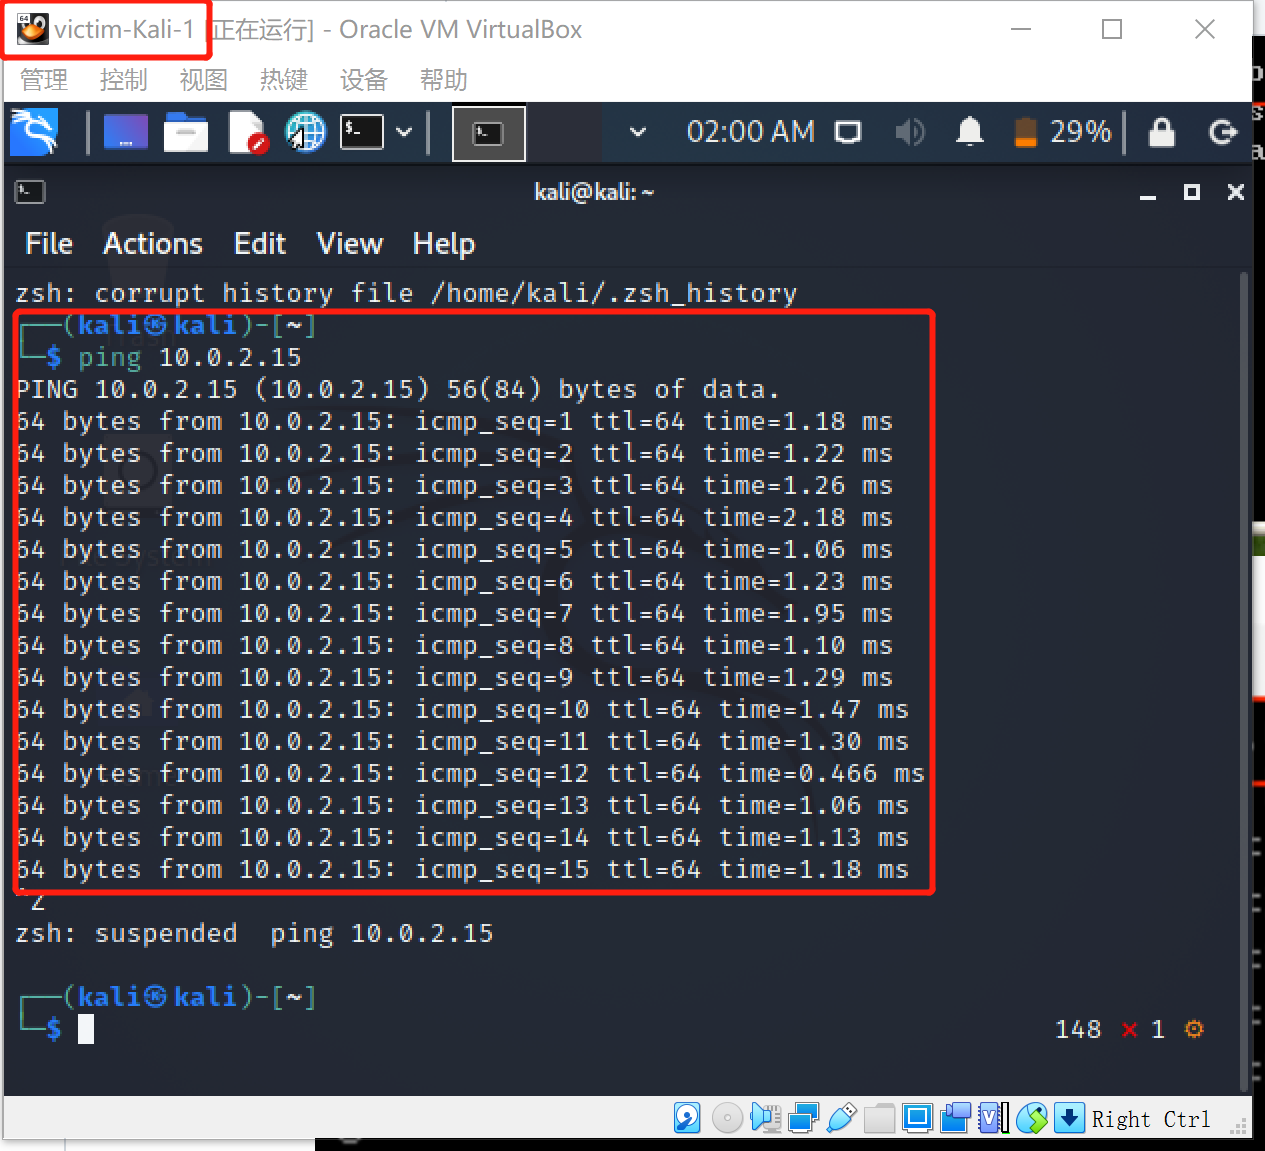 victim-Kali-1 [正在运行] - Oracle VM VirtualBox
管理 控制 视图 热键 设备 帮助
02:00 AM 29%
kali@kali: ~
File Actions Edit View Help
zsh: corrupt history file /home/kali/.zsh_history
┌──(kali㉿kali)-[~]
└─$ ping 10.0.2.15
PING 10.0.2.15 (10.0.2.15) 56(84) bytes of data.
64 bytes from 10.0.2.15: icmp_seq=1 ttl=64 time=1.18 ms
64 bytes from 10.0.2.15: icmp_seq=2 ttl=64 time=1.22 ms
64 bytes from 10.0.2.15: icmp_seq=3 ttl=64 time=1.26 ms
64 bytes from 10.0.2.15: icmp_seq=4 ttl=64 time=2.18 ms
64 bytes from 10.0.2.15: icmp_seq=5 ttl=64 time=1.06 ms
64 bytes from 10.0.2.15: icmp_seq=6 ttl=64 time=1.23 ms
64 bytes from 10.0.2.15: icmp_seq=7 ttl=64 time=1.95 ms
64 bytes from 10.0.2.15: icmp_seq=8 ttl=64 time=1.10 ms
64 bytes from 10.0.2.15: icmp_seq=9 ttl=64 time=1.29 ms
64 bytes from 10.0.2.15: icmp_seq=10 ttl=64 time=1.47 ms
64 bytes from 10.0.2.15: icmp_seq=11 ttl=64 time=1.30 ms
64 bytes from 10.0.2.15: icmp_seq=12 ttl=64 time=0.466 ms
64 bytes from 10.0.2.15: icmp_seq=13 ttl=64 time=1.06 ms
64 bytes from 10.0.2.15: icmp_seq=14 ttl=64 time=1.13 ms
64 bytes from 10.0.2.15: icmp_seq=15 ttl=64 time=1.18 ms
^Z
zsh: suspended  ping 10.0.2.15
┌──(kali㉿kali)-[~]
└─$
148 ⨯ 1 ⚙
Right Ctrl